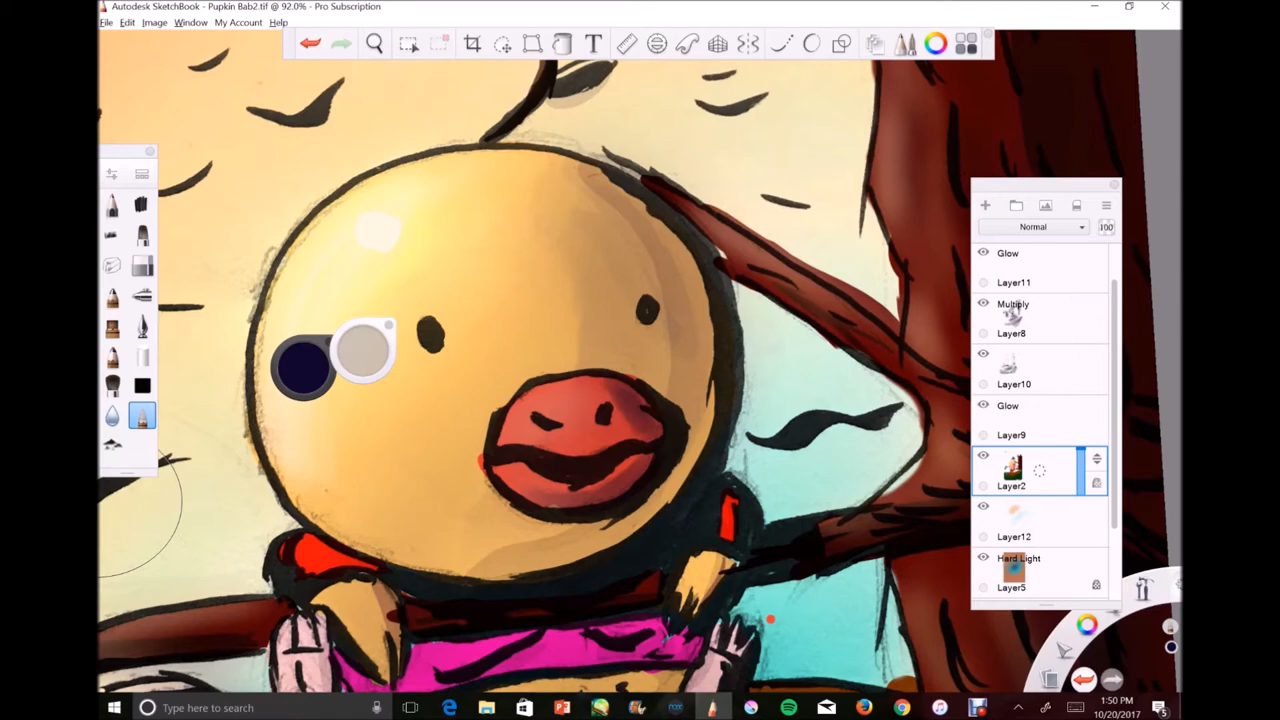 Autodesk SketchBook - Pupkin Bab2.tif @ 92.0% - Pro Subscription
File Edit Image Window My Account Help
T
Normal 100
Glow
Layer11
Multiply
Layer8
Layer10
Glow
Layer9
Layer2
Layer12
Hard Light
Layer5
Type here to search
1:50 PM
10/20/2017
5